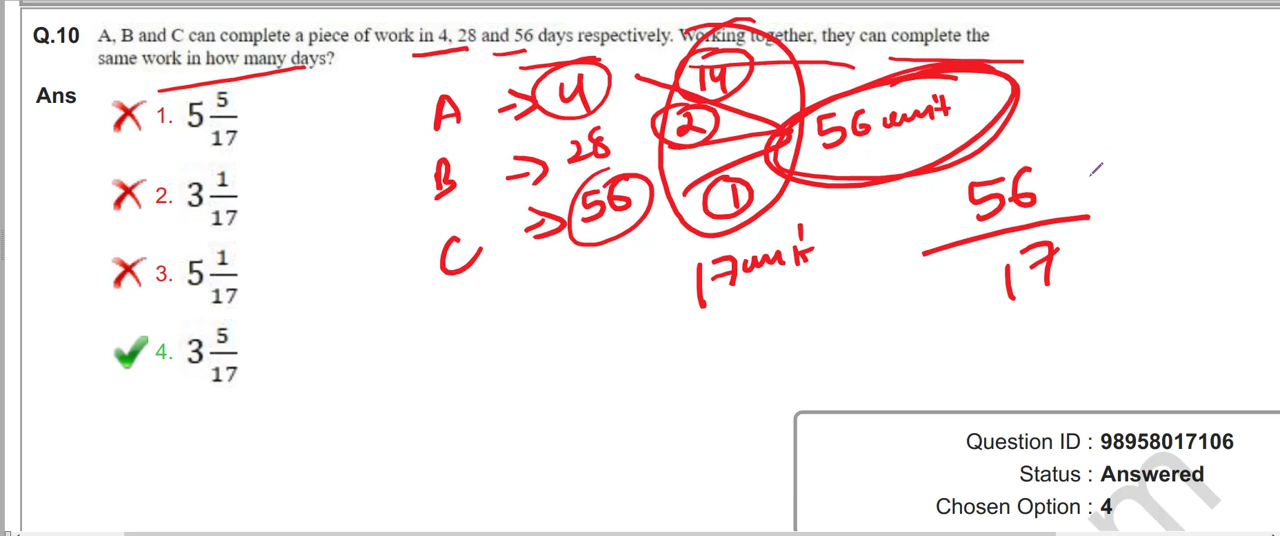 Q.10 A, B and C can complete a piece of work in 4, 28 and 56 days respectively. Working together, they can complete the
same work in how many days?
Ans
1. 5 5/17
2. 3 1/17
3. 5 1/17
4. 3 5/17
A ⇒ 4 14
B ⇒ 28 2 56 unit
C ⇒ 56 1
17 unit
56/17
Question ID : 98958017106
Status : Answered
Chosen Option : 4
m